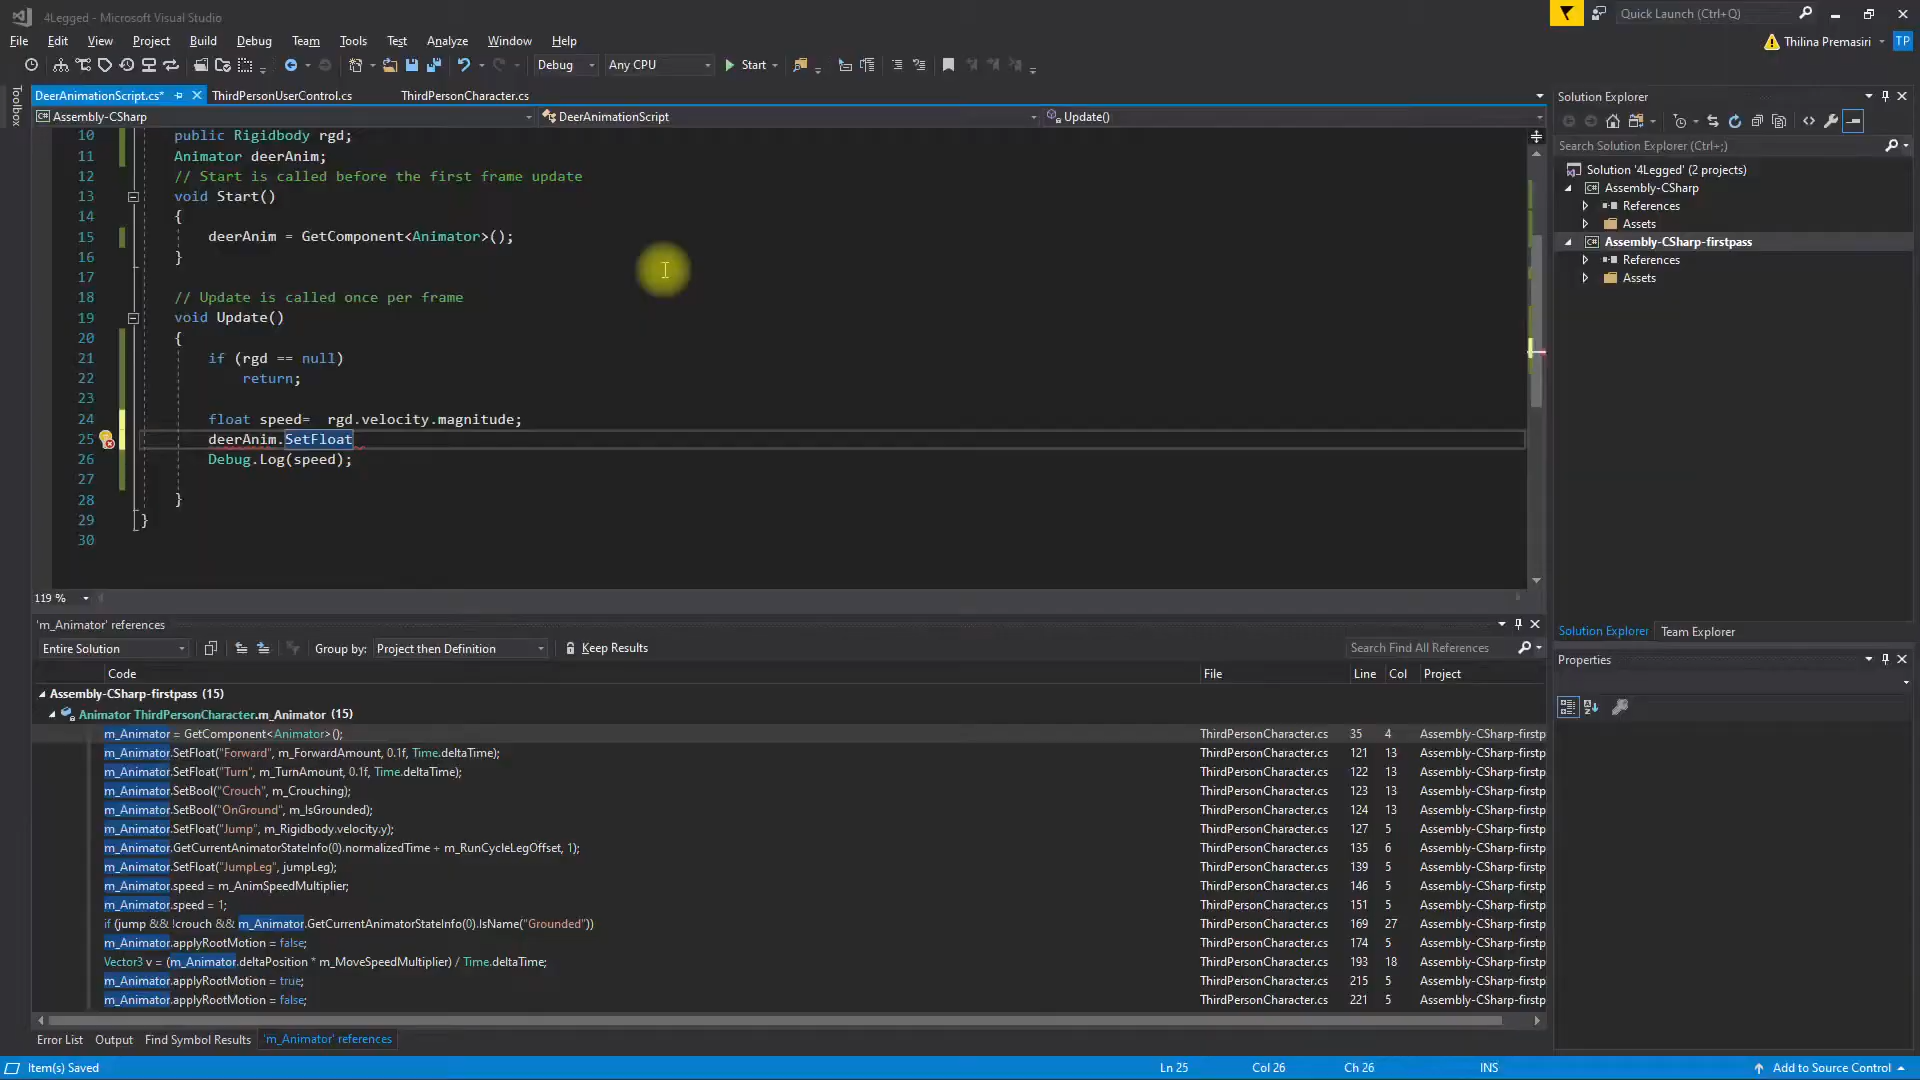 4Legged - Microsoft Visual Studio
Quick Launch (Ctrl+Q)
File Edit View Project Build Debug Team Tools Test Analyze Window Help
Thilina Premasiri TP
Debug Any CPU Start
Toolbox
DeerAnimationScript.cs* ThirdPersonUserControl.cs ThirdPersonCharacter.cs
C# Assembly-CSharp DeerAnimationScript Update()
10 public Rigidbody rgd;
11 Animator deerAnim;
12 // Start is called before the first frame update
13 void Start()
14 {
15 deerAnim = GetComponent<Animator>();
16 }
17
18 // Update is called once per frame
19 void Update()
20 {
21 if (rgd == null)
22 return;
23
24 float speed=  rgd.velocity.magnitude;
25 deerAnim.SetFloat
26 Debug.Log(speed);
27
28 }
29 }
30
119 %
Solution Explorer
Search Solution Explorer (Ctrl+;)
Solution '4Legged' (2 projects)
C# Assembly-CSharp
References
Assets
C# Assembly-CSharp-firstpass
References
Assets
Solution Explorer Team Explorer
Properties
'm_Animator' references
Entire Solution Group by: Project then Definition Keep Results Search Find All References
Code File Line Col Project
Assembly-CSharp-firstpass (15)
Animator ThirdPersonCharacter.m_Animator (15)
m_Animator = GetComponent<Animator>(); ThirdPersonCharacter.cs 35 4 Assembly-CSharp-firstp
m_Animator.SetFloat("Forward", m_ForwardAmount, 0.1f, Time.deltaTime); ThirdPersonCharacter.cs 121 13 Assembly-CSharp-firstp
m_Animator.SetFloat("Turn", m_TurnAmount, 0.1f, Time.deltaTime); ThirdPersonCharacter.cs 122 13 Assembly-CSharp-firstp
m_Animator.SetBool("Crouch", m_Crouching); ThirdPersonCharacter.cs 123 13 Assembly-CSharp-firstp
m_Animator.SetBool("OnGround", m_IsGrounded); ThirdPersonCharacter.cs 124 13 Assembly-CSharp-firstp
m_Animator.SetFloat("Jump", m_Rigidbody.velocity.y); ThirdPersonCharacter.cs 127 5 Assembly-CSharp-firstp
m_Animator.GetCurrentAnimatorStateInfo(0).normalizedTime + m_RunCycleLegOffset, 1); ThirdPersonCharacter.cs 135 6 Assembly-CSharp-firstp
m_Animator.SetFloat("JumpLeg", jumpLeg); ThirdPersonCharacter.cs 139 5 Assembly-CSharp-firstp
m_Animator.speed = m_AnimSpeedMultiplier; ThirdPersonCharacter.cs 146 5 Assembly-CSharp-firstp
m_Animator.speed = 1; ThirdPersonCharacter.cs 151 5 Assembly-CSharp-firstp
if (jump && !crouch && m_Animator.GetCurrentAnimatorStateInfo(0).IsName("Grounded")) ThirdPersonCharacter.cs 169 27 Assembly-CSharp-firstp
m_Animator.applyRootMotion = false; ThirdPersonCharacter.cs 174 5 Assembly-CSharp-firstp
Vector3 v = (m_Animator.deltaPosition * m_MoveSpeedMultiplier) / Time.deltaTime; ThirdPersonCharacter.cs 193 18 Assembly-CSharp-firstp
m_Animator.applyRootMotion = true; ThirdPersonCharacter.cs 215 5 Assembly-CSharp-firstp
m_Animator.applyRootMotion = false; ThirdPersonCharacter.cs 221 5 Assembly-CSharp-firstp
Error List Output Find Symbol Results 'm_Animator' references
Item(s) Saved Ln 25 Col 26 Ch 26 INS Add to Source Control